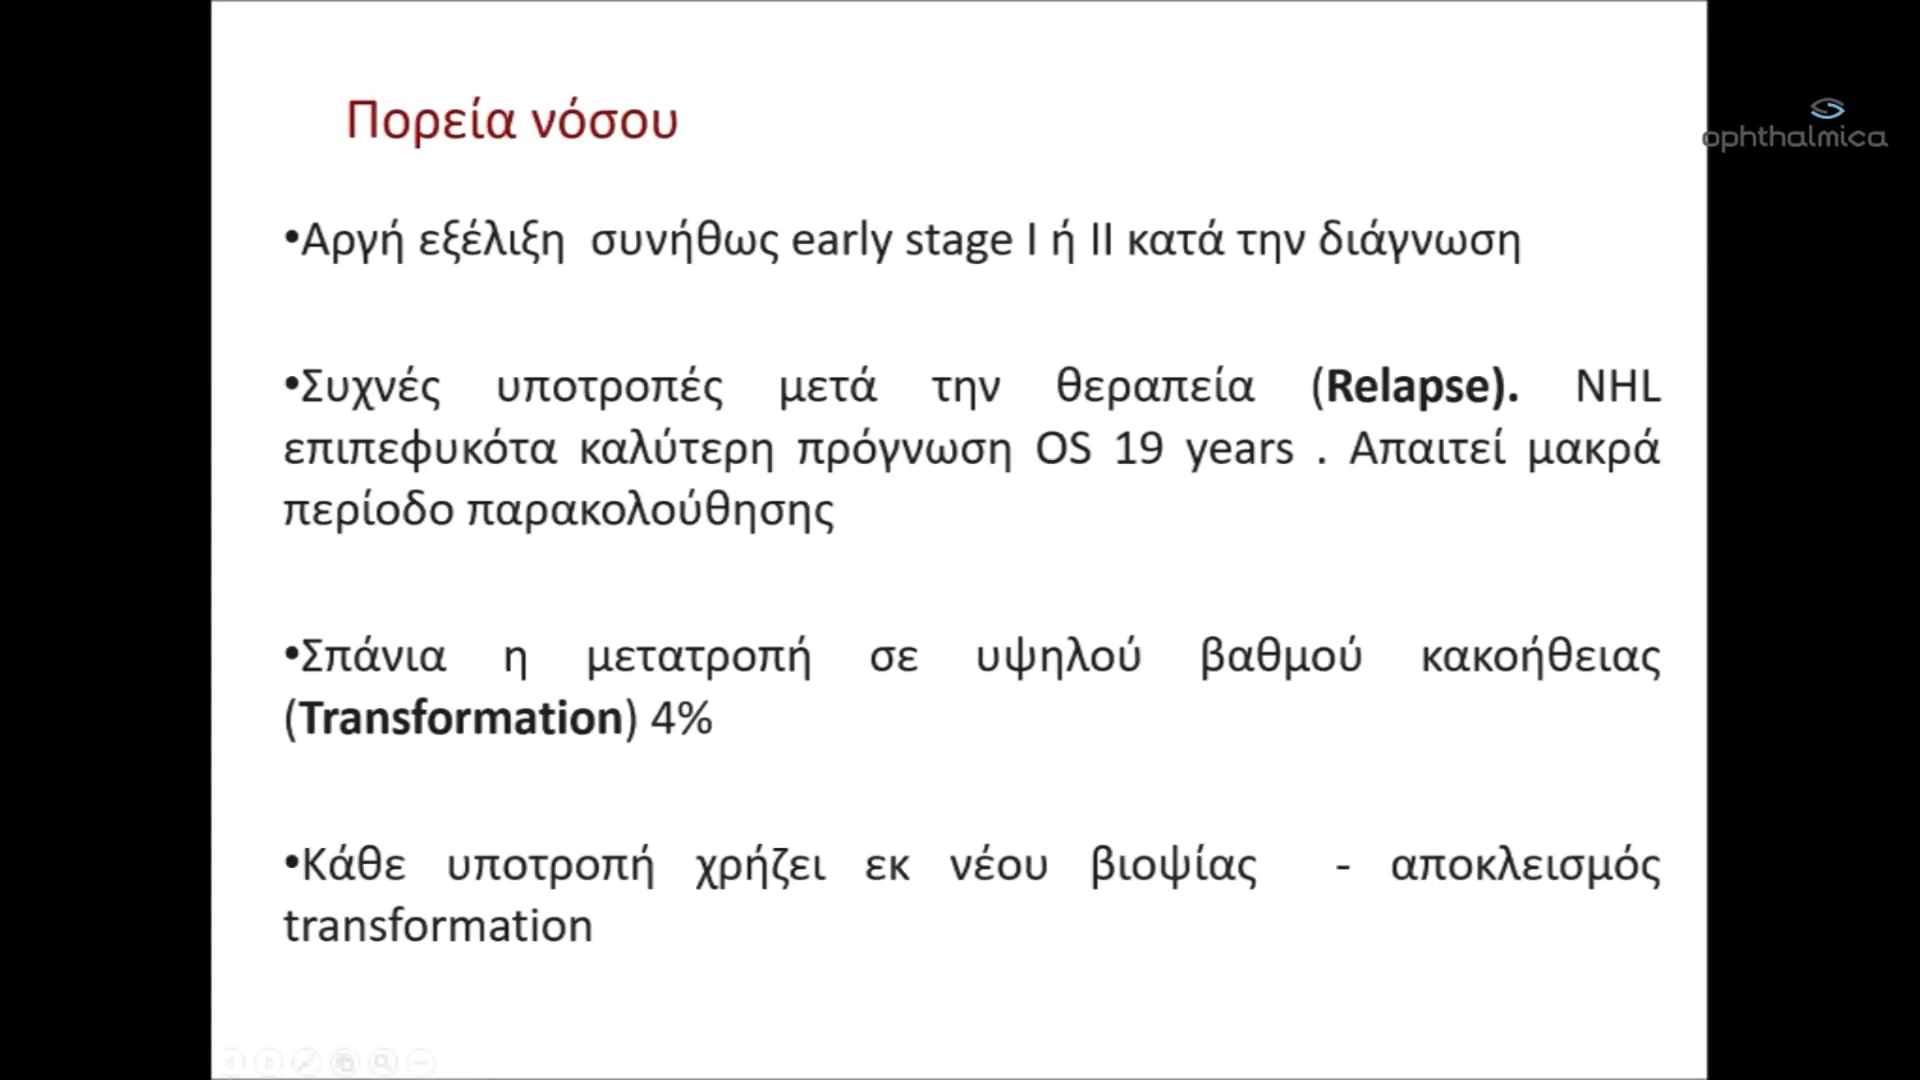 Πορεία νόσου
ophthalmica
•Αργή εξέλιξη  συνήθως early stage I ή II κατά την διάγνωση
•Συχνές υποτροπές μετά την θεραπεία (Relapse). NHL
επιπεφυκότα καλύτερη πρόγνωση OS 19 years . Απαιτεί μακρά
περίοδο παρακολούθησης
•Σπάνια η μετατροπή σε υψηλού βαθμού κακοήθειας
(Transformation) 4%
•Κάθε υποτροπή χρήζει εκ νέου βιοψίας  - αποκλεισμός
transformation